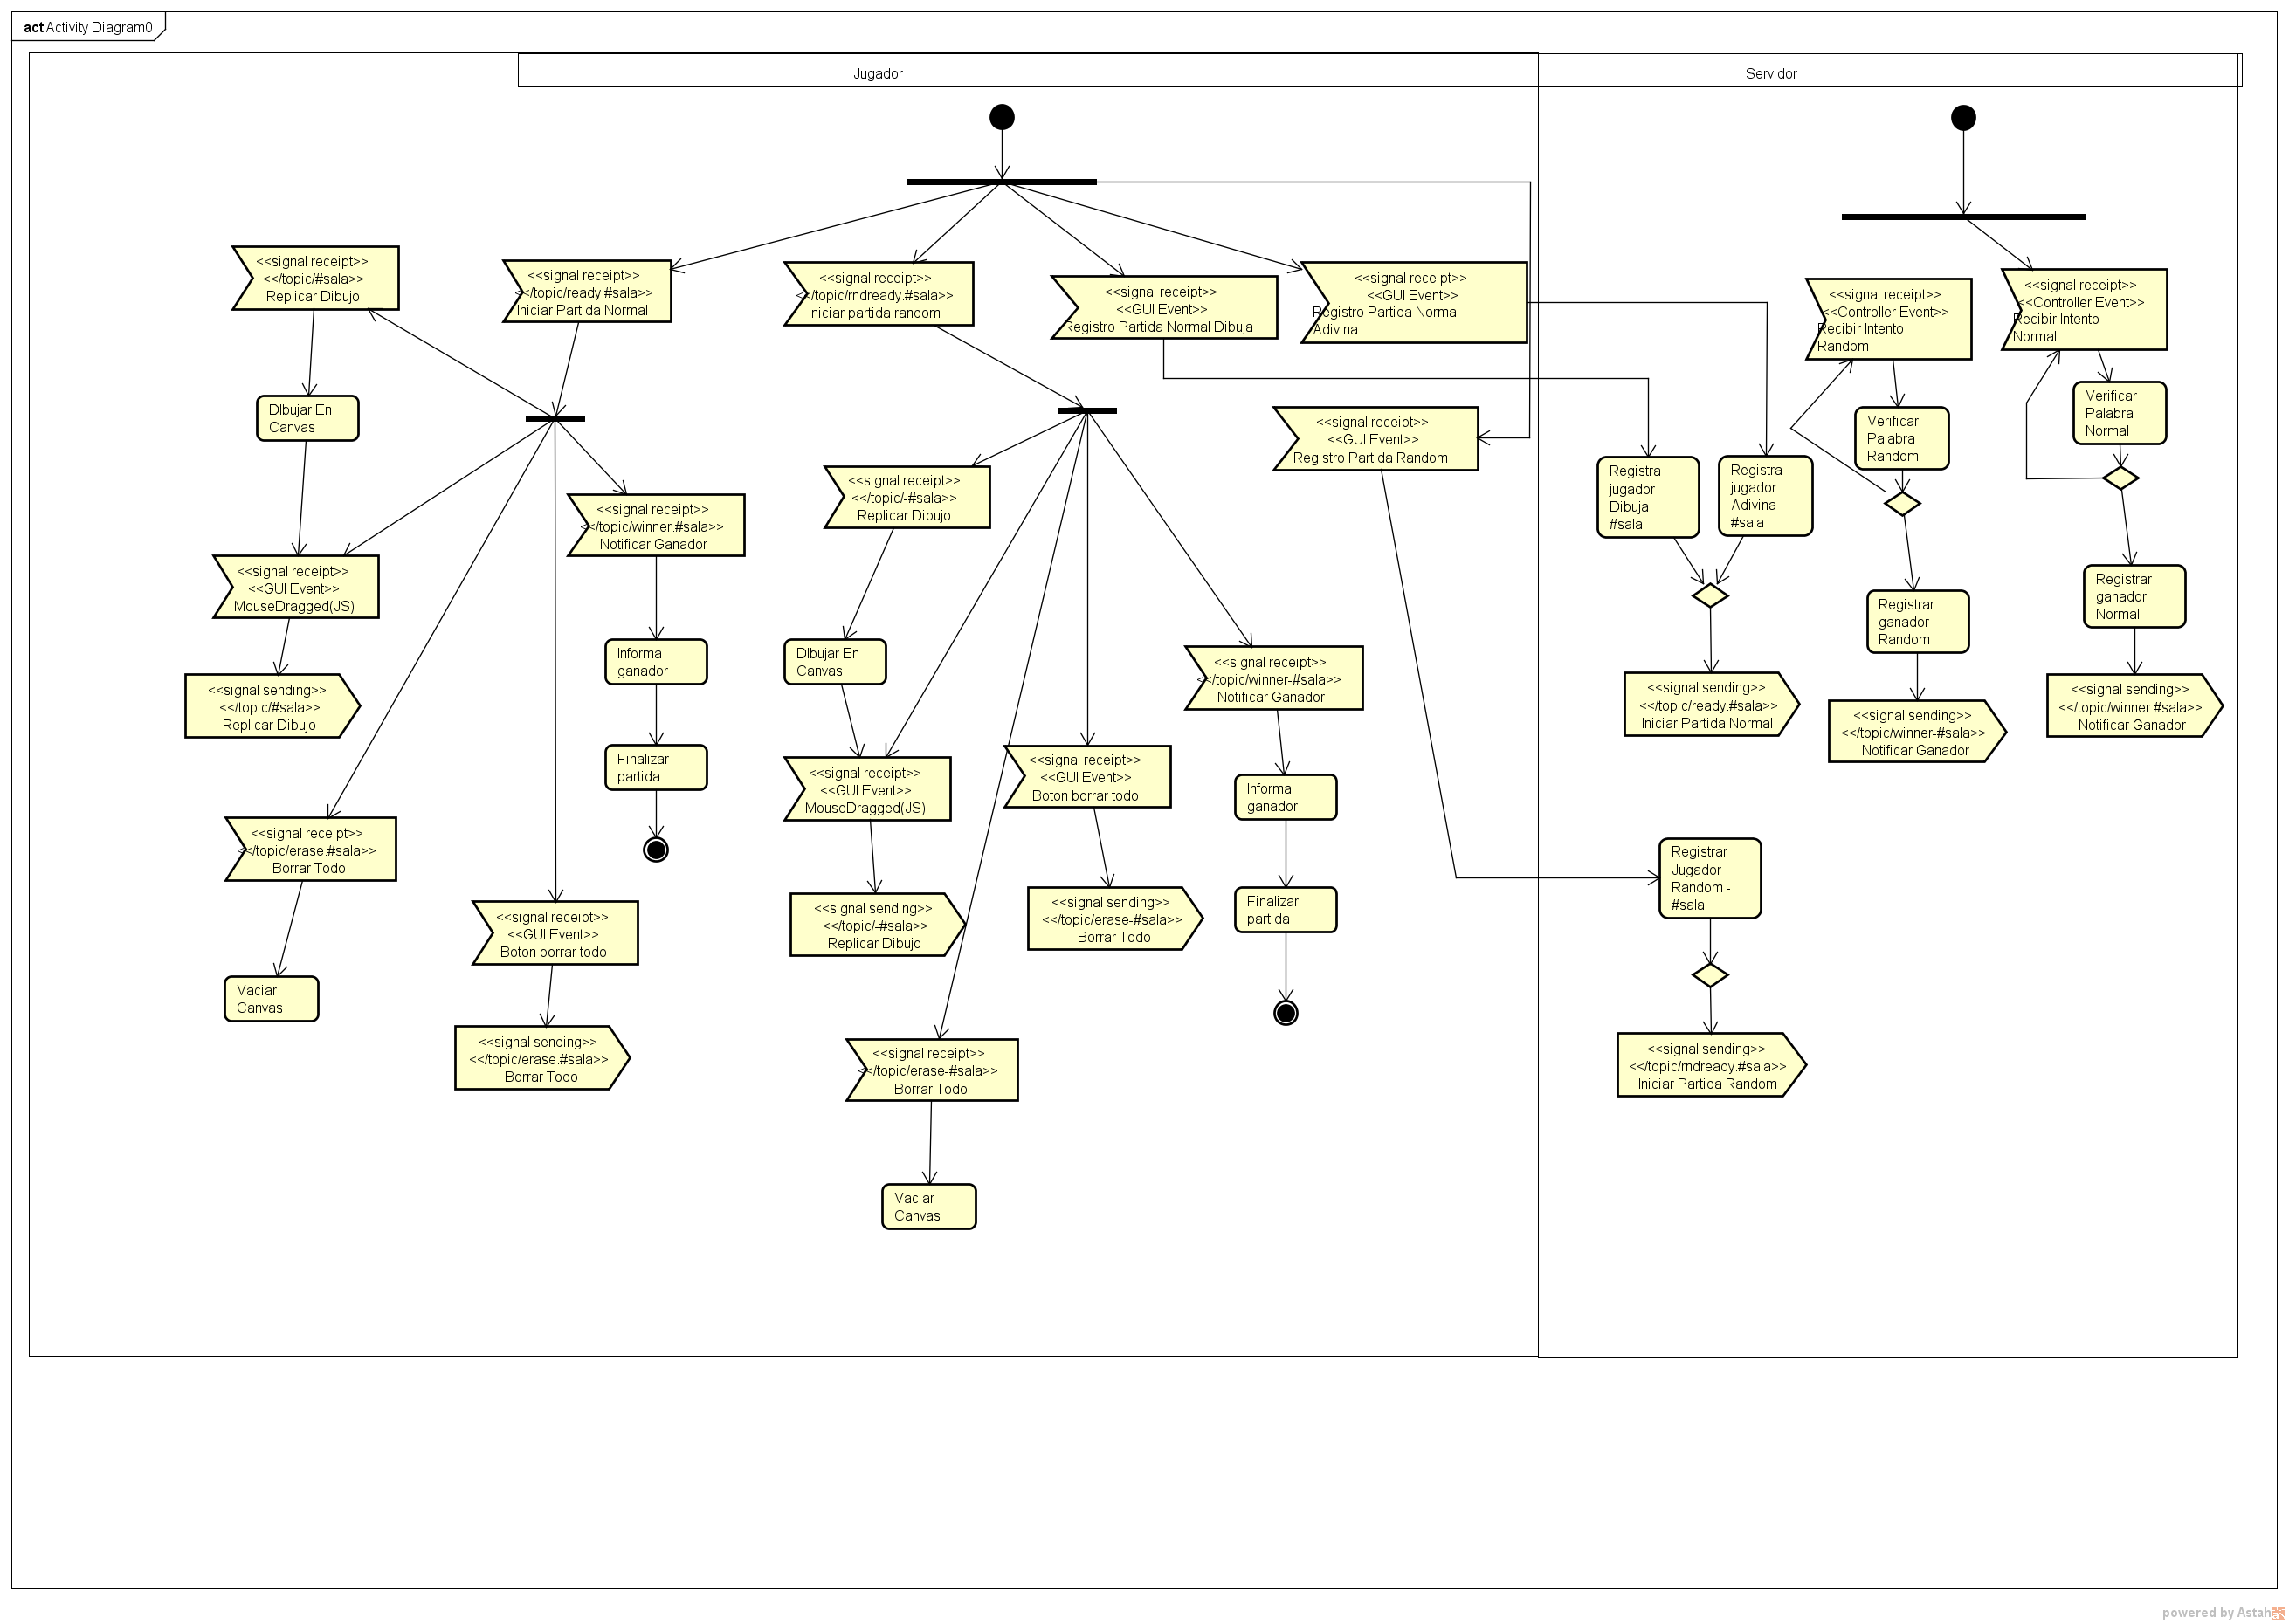 act Activity Diagram0
Jugador
Servidor
<<signal receipt>>
<</topic/#sala>>
Replicar Dibujo
<<signal receipt>>
<</topic/ready.#sala>>
Iniciar Partida Normal
<<signal receipt>>
<</topic/rndready.#sala>>
Iniciar partida random
<<signal receipt>>
<<GUI Event>>
Registro Partida Normal Dibuja
<<signal receipt>>
<<GUI Event>>
Registro Partida Normal
Adivina
<<signal receipt>>
<<Controller Event>>
Recibir Intento
Random
<<signal receipt>>
<<Controller Event>>
Recibir Intento
Normal
DIbujar En
Canvas
<<signal receipt>>
<<GUI Event>>
Registro Partida Random
Verificar
Palabra
Random
Verificar
Palabra
Normal
<<signal receipt>>
<</topic/winner.#sala>>
Notificar Ganador
<<signal receipt>>
<</topic/-#sala>>
Replicar Dibujo
Registra
jugador
Dibuja
#sala
Registra
jugador
Adivina
#sala
<<signal receipt>>
<<GUI Event>>
MouseDragged(JS)
Registrar
ganador
Random
Registrar
ganador
Normal
Informa
ganador
DIbujar En
Canvas
<<signal receipt>>
<</topic/winner-#sala>>
Notificar Ganador
<<signal sending>>
<</topic/#sala>>
Replicar Dibujo
<<signal sending>>
<</topic/ready.#sala>>
Iniciar Partida Normal
<<signal sending>>
<</topic/winner-#sala>>
Notificar Ganador
<<signal sending>>
<</topic/winner.#sala>>
Notificar Ganador
Finalizar
partida
<<signal receipt>>
<<GUI Event>>
MouseDragged(JS)
<<signal receipt>>
<<GUI Event>>
Boton borrar todo
Informa
ganador
<<signal receipt>>
<</topic/erase.#sala>>
Borrar Todo
Registrar
Jugador
Random -
#sala
<<signal receipt>>
<<GUI Event>>
Boton borrar todo
<<signal sending>>
<</topic/-#sala>>
Replicar Dibujo
<<signal sending>>
<</topic/erase-#sala>>
Borrar Todo
Finalizar
partida
Vaciar
Canvas
<<signal sending>>
<</topic/erase.#sala>>
Borrar Todo
<<signal receipt>>
<</topic/erase-#sala>>
Borrar Todo
<<signal sending>>
<</topic/rndready.#sala>>
Iniciar Partida Random
Vaciar
Canvas
powered by Astah